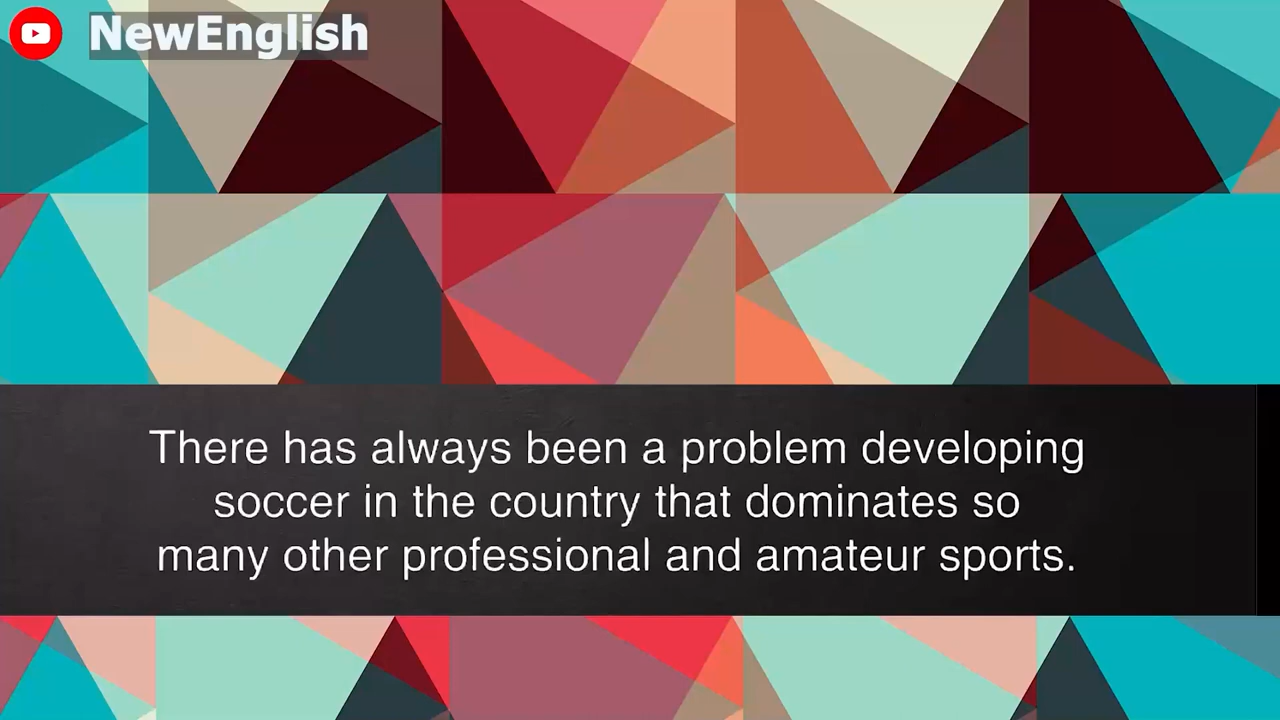 NewEnglish
There has always been a problem developing
soccer in the country that dominates so
many other professional and amateur sports.